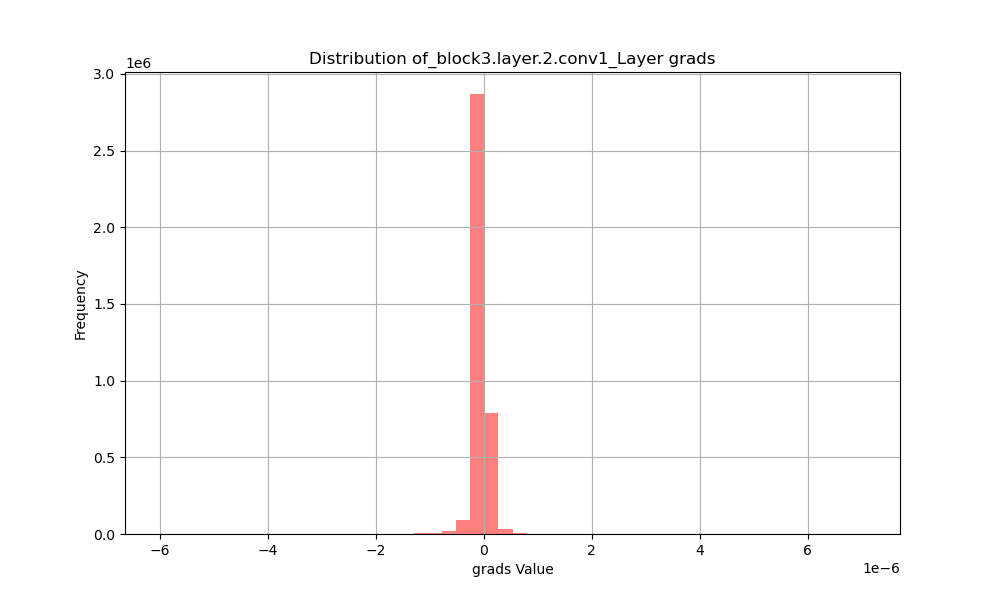 Distribution of_block3.layer.2.conv1_Layer grads
1e6
3.0
2.5
2.0
1.5
1.0
0.5
0.0
Frequency
−6 −4 −2 0 2 4 6
1e−6
grads Value